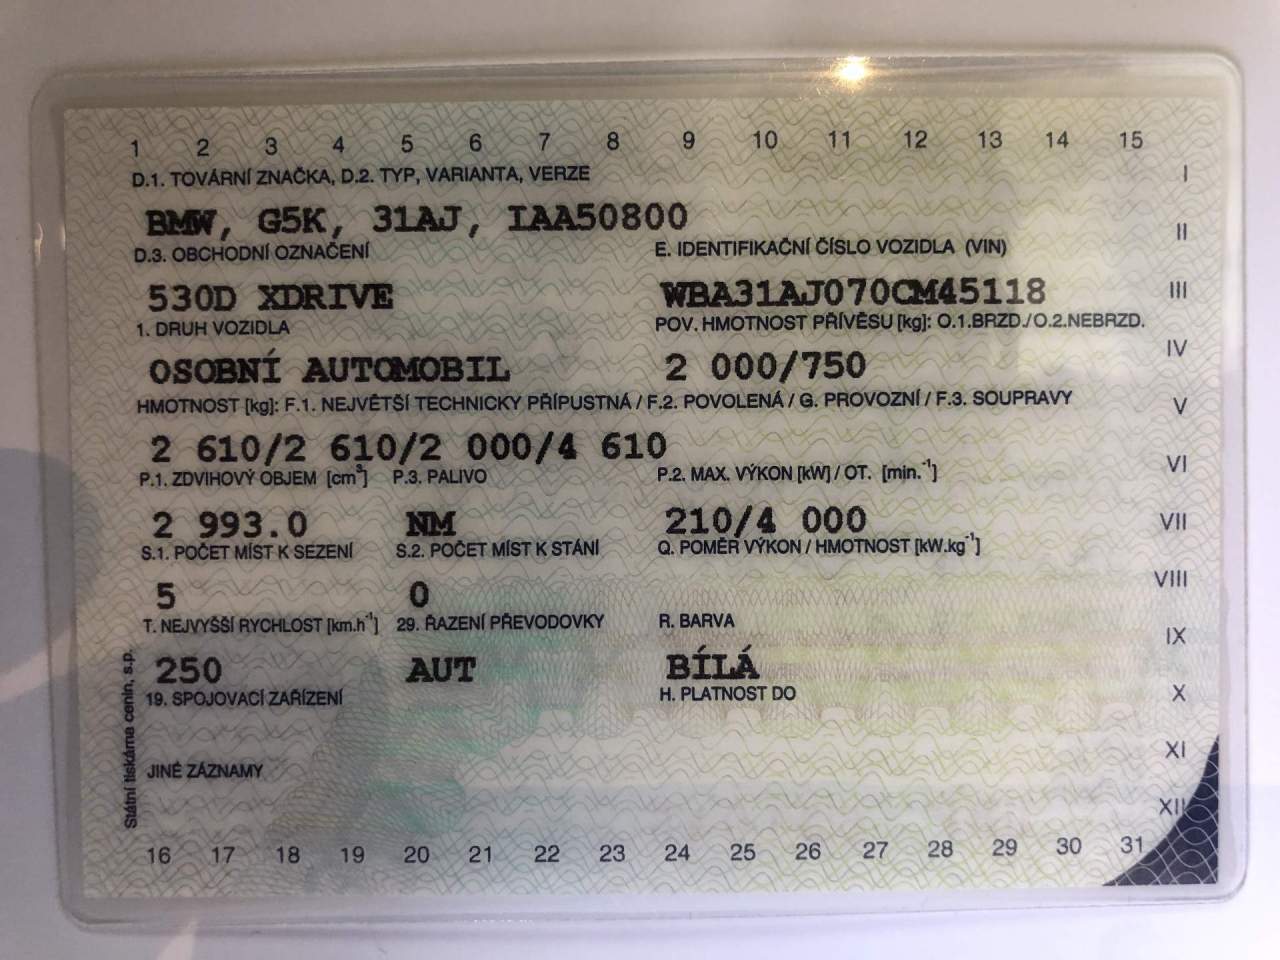 1 2 3 4 5 6 7 8 9 10 11 12 13 14 15
D.1. TOVÁRNÍ ZNAČKA, D.2. TYP, VARIANTA, VERZE I
BMW, G5K, 31AJ, IAA50800
D.3. OBCHODNÍ OZNAČENÍ E. IDENTIFIKAČNÍ ČÍSLO VOZIDLA (VIN) II
530D XDRIVE WBA31AJ070CM45118 III
1. DRUH VOZIDLA POV. HMOTNOST PŘÍVĚSU [kg]: O.1.BRZD./O.2.NEBRZD.
OSOBNÍ AUTOMOBIL 2 000/750 IV
HMOTNOST [kg]: F.1. NEJVĚTŠÍ TECHNICKY PŘÍPUSTNÁ / F.2. POVOLENÁ / G. PROVOZNÍ / F.3. SOUPRAVY V
2 610/2 610/2 000/4 610
P.1. ZDVIHOVÝ OBJEM [cm³] P.3. PALIVO P.2. MAX. VÝKON [kW] / OT. [min.⁻¹] VI
2 993.0 NM 210/4 000 VII
S.1. POČET MÍST K SEZENÍ S.2. POČET MÍST K STÁNÍ Q. POMĚR VÝKON / HMOTNOST [kW.kg⁻¹]
5 0 VIII
T. NEJVYŠŠÍ RYCHLOST [km.h⁻¹] 29. ŘAZENÍ PŘEVODOVKY R. BARVA IX
250 AUT BÍLÁ
19. SPOJOVACÍ ZAŘÍZENÍ H. PLATNOST DO X
XI
JINÉ ZÁZNAMY
XII
Státní tiskárna cenin, s.p.
16 17 18 19 20 21 22 23 24 25 26 27 28 29 30 31